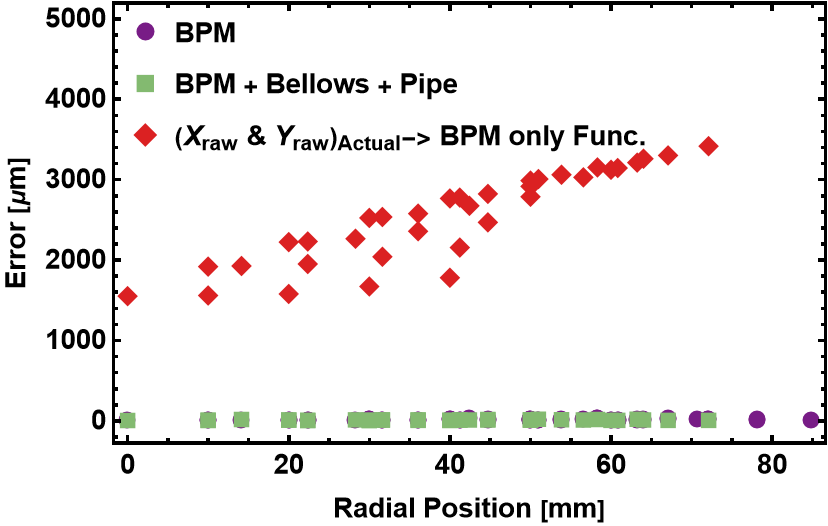 5000
4000
3000
2000
1000
0
Error [μm]
BPM
BPM + Bellows + Pipe
(Xraw & Yraw)Actual−> BPM only Func.
0 20 40 60 80
Radial Position [mm]